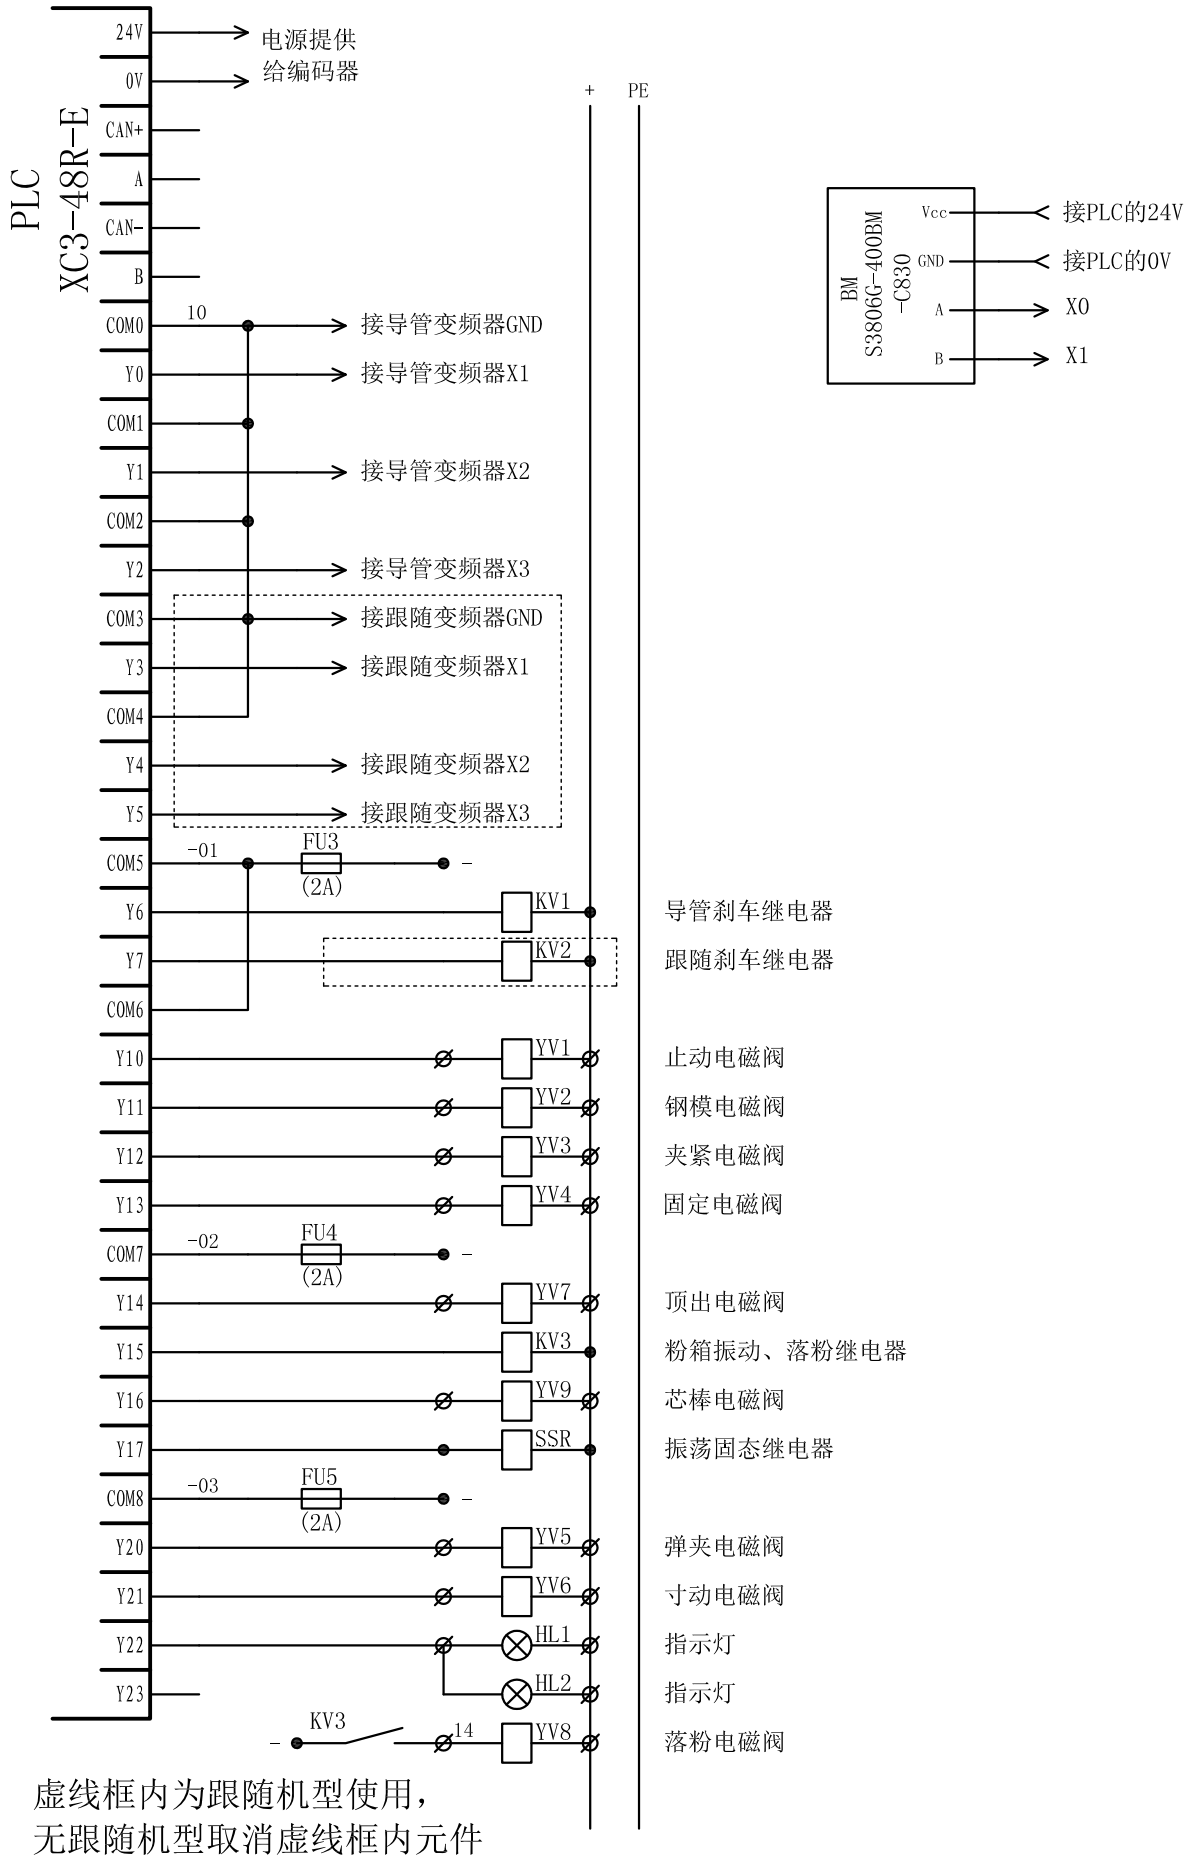 PLC
XC3-48R-E
24V
电源提供
0V
给编码器
CAN+
A
CAN-
B
+
PE
BM
S3806G-400BM
-C830
Vcc
接PLC的24V
GND
接PLC的0V
A
X0
B
X1
COM0
10
接导管变频器GND
Y0
接导管变频器X1
COM1
Y1
接导管变频器X2
COM2
Y2
接导管变频器X3
COM3
接跟随变频器GND
Y3
接跟随变频器X1
COM4
Y4
接跟随变频器X2
Y5
接跟随变频器X3
COM5
-01
FU3
(2A)
-
Y6
KV1
导管刹车继电器
Y7
KV2
跟随刹车继电器
COM6
Y10
YV1
止动电磁阀
Y11
YV2
钢模电磁阀
Y12
YV3
夹紧电磁阀
Y13
YV4
固定电磁阀
COM7
-02
FU4
(2A)
-
Y14
YV7
顶出电磁阀
Y15
KV3
粉箱振动、落粉继电器
Y16
YV9
芯棒电磁阀
Y17
SSR
振荡固态继电器
COM8
-03
FU5
(2A)
-
Y20
YV5
弹夹电磁阀
Y21
YV6
寸动电磁阀
Y22
HL1
指示灯
Y23
HL2
指示灯
-
KV3
14
YV8
落粉电磁阀
虚线框内为跟随机型使用，
无跟随机型取消虚线框内元件